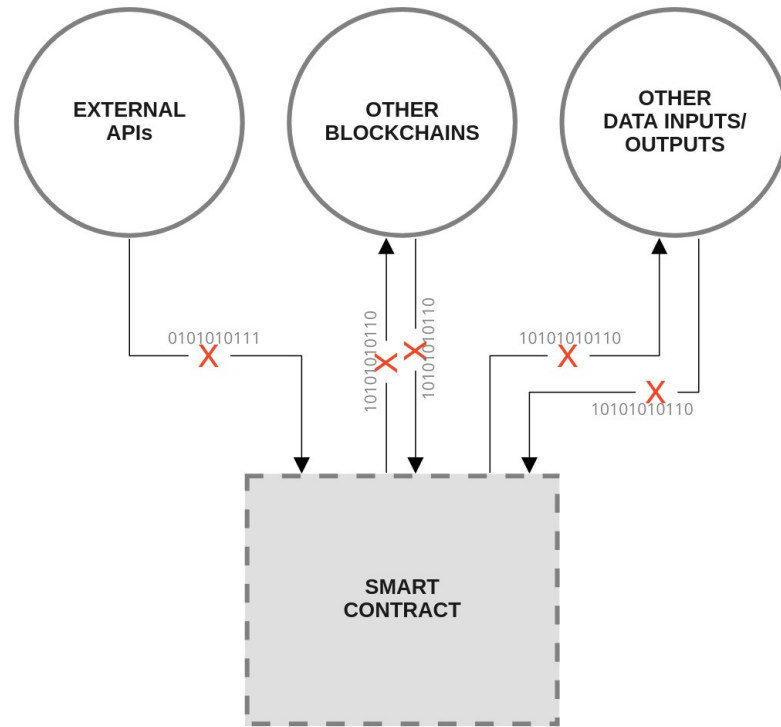 EXTERNAL
APIs
OTHER
BLOCKCHAINS
OTHER
DATA INPUTS/
OUTPUTS
0101010111
X
10101010110
X
10101010110
X
10101010110
X
X
10101010110
SMART
CONTRACT